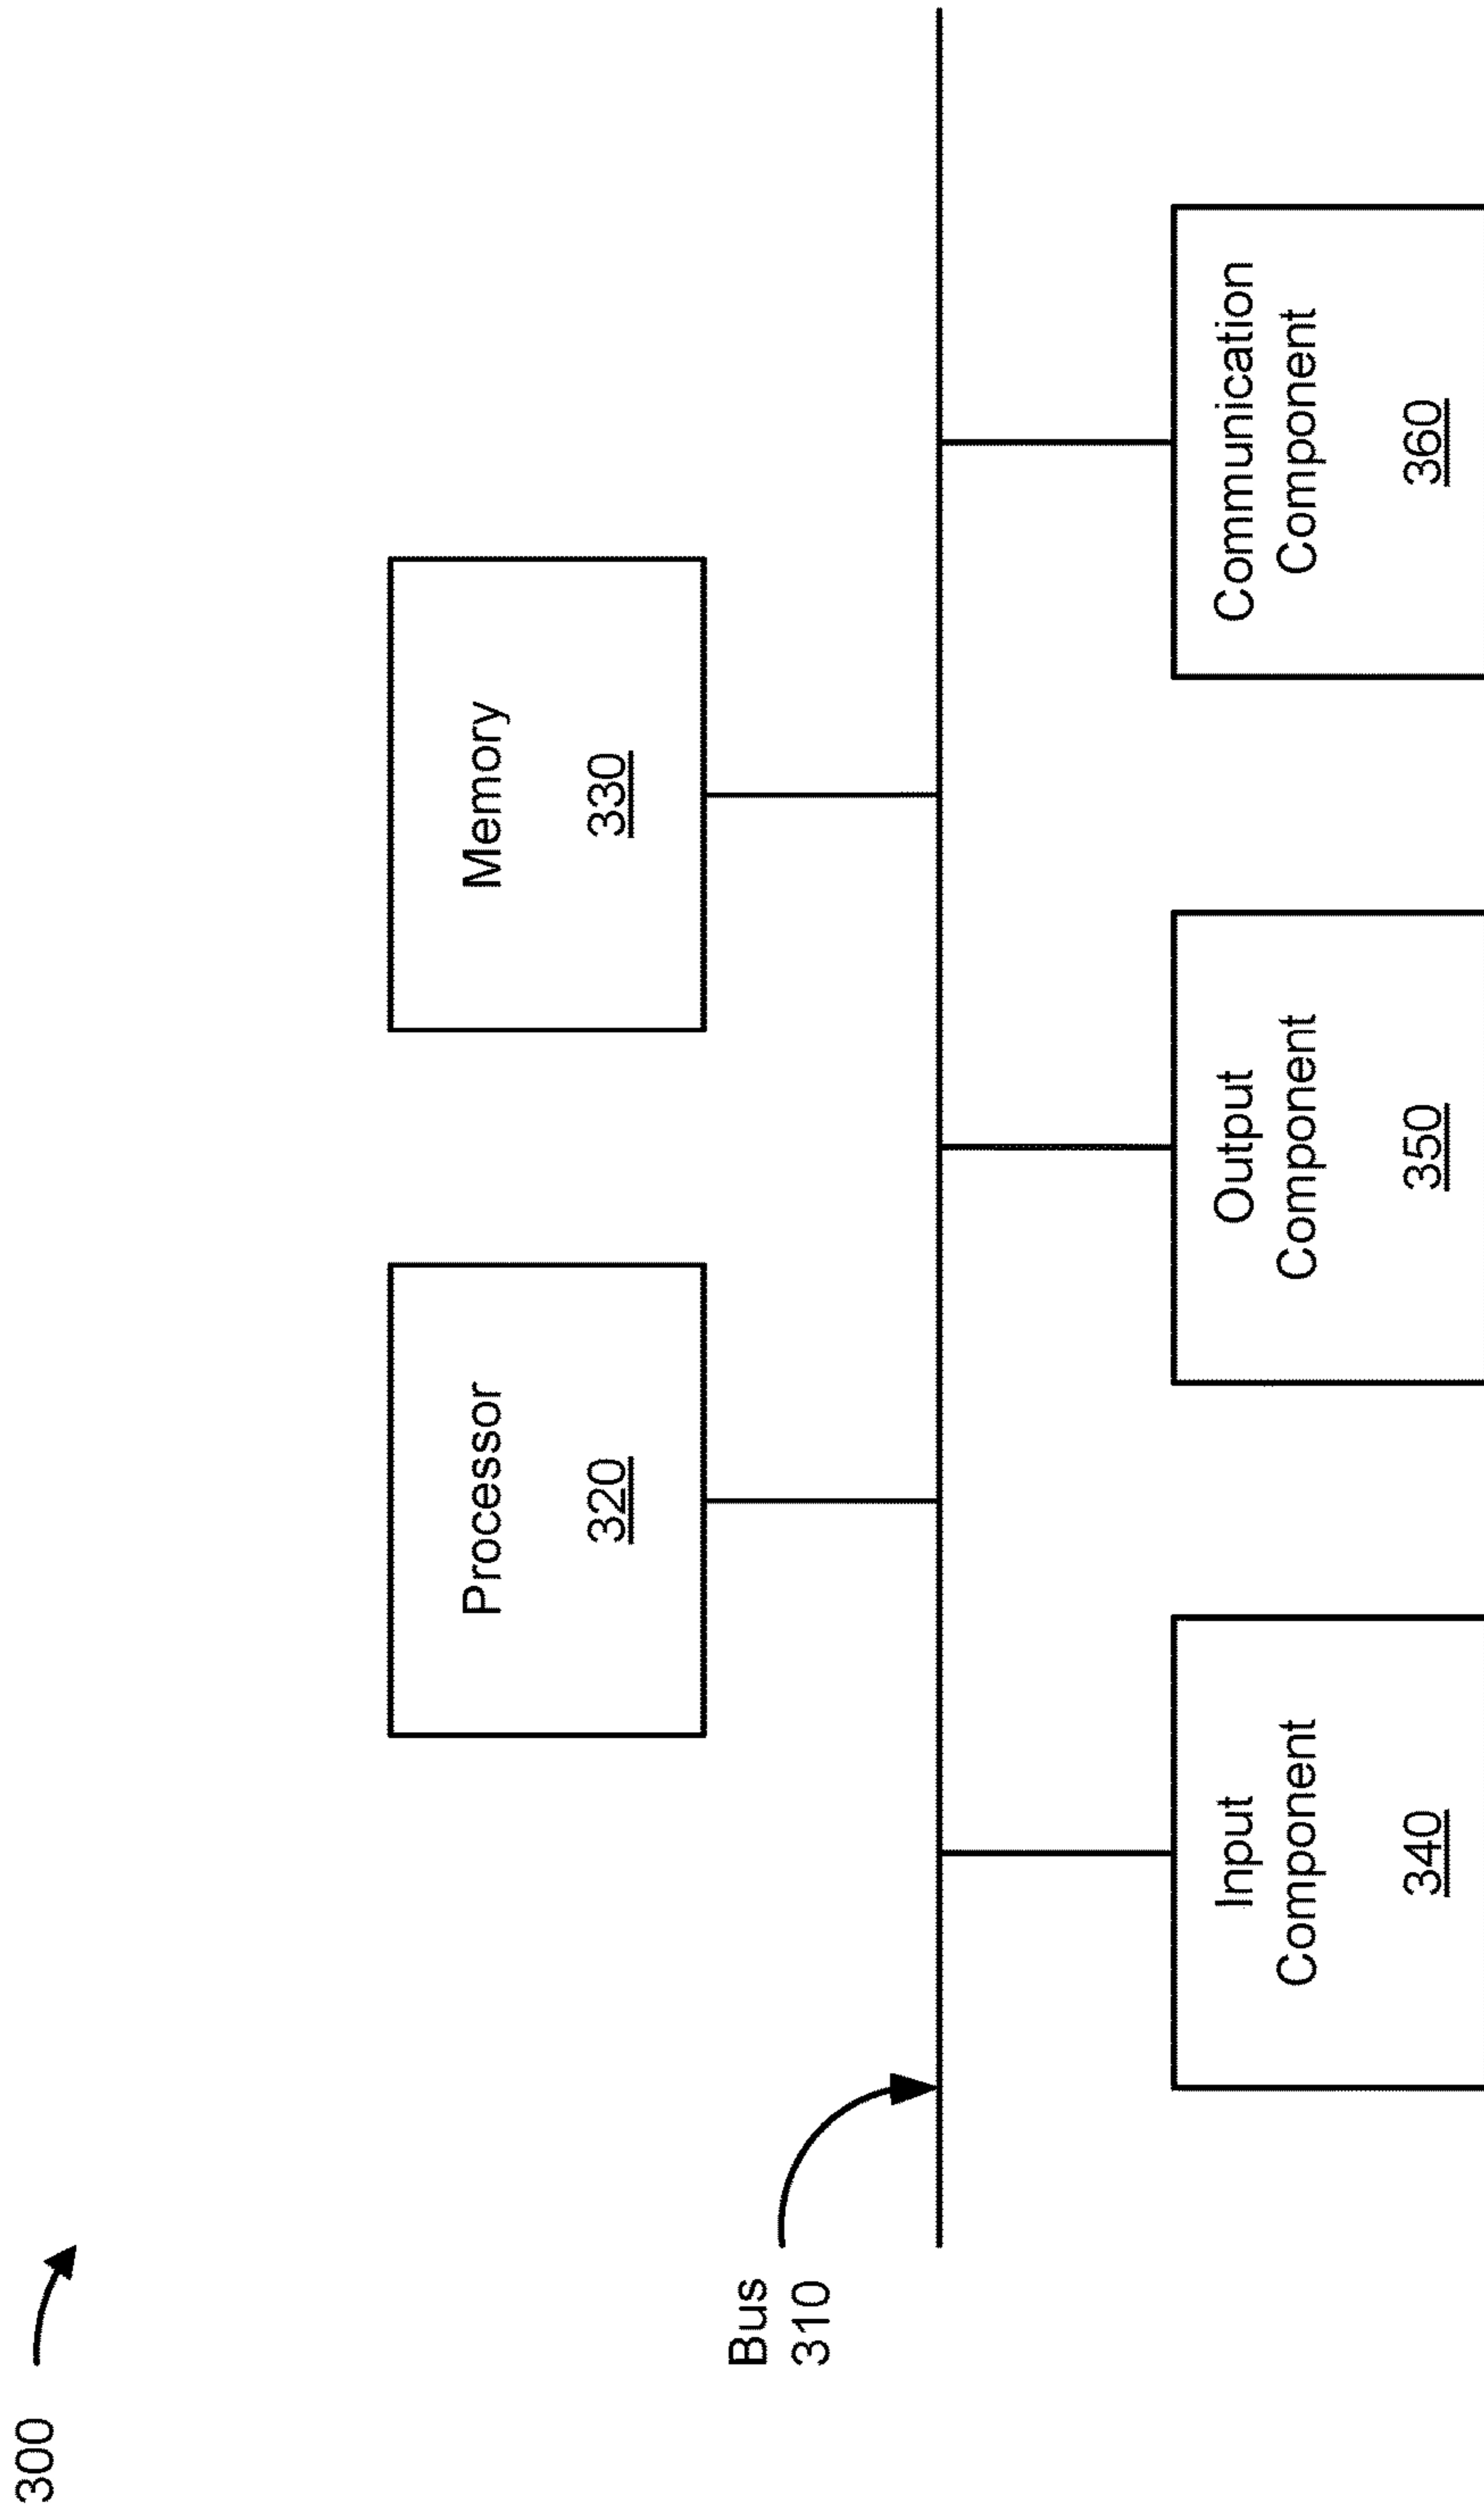 300
Processor
320
Memory
330
Bus
310
Input
Component
340
Output
Component
350
Communication
Component
360